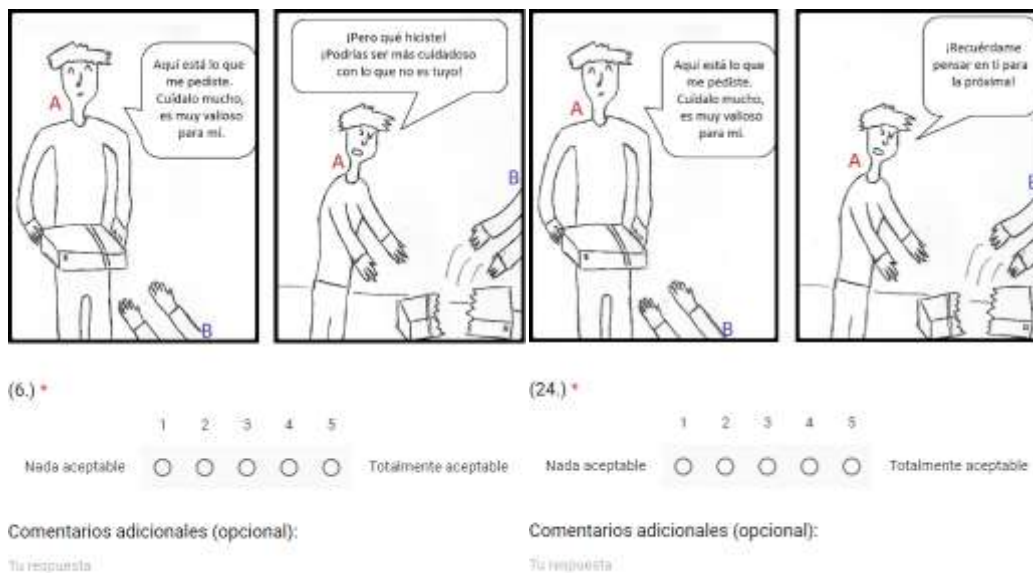 A
Aquí está lo que
me pediste.
Cuídalo mucho,
es muy valioso
para mí.
B
¡Pero qué hiciste!
¡Podrías ser más cuidadoso
con lo que no es tuyo!
A
B
(6.) *
1 2 3 4 5
Nada aceptable
Totalmente aceptable
Comentarios adicionales (opcional):
Tu respuesta
A
Aquí está lo que
me pediste.
Cuídalo mucho,
es muy valioso
para mí.
B
¡Recuérdame
pensar en ti para
la próxima!
A
B
(24.) *
1 2 3 4 5
Nada aceptable
Totalmente aceptable
Comentarios adicionales (opcional):
Tu respuesta